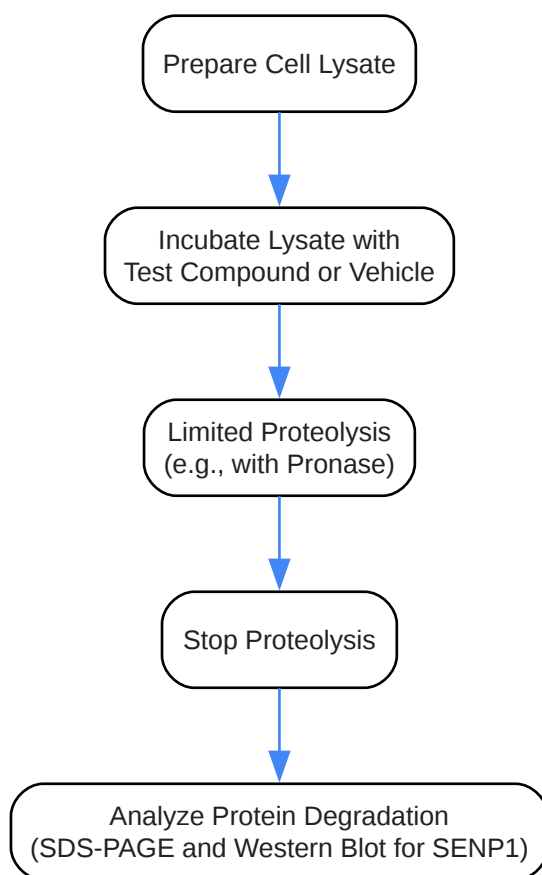 Prepare Cell Lysate
Incubate Lysate with
Test Compound or Vehicle
Limited Proteolysis
(e.g., with Pronase)
Stop Proteolysis
Analyze Protein Degradation
(SDS-PAGE and Western Blot for SENP1)